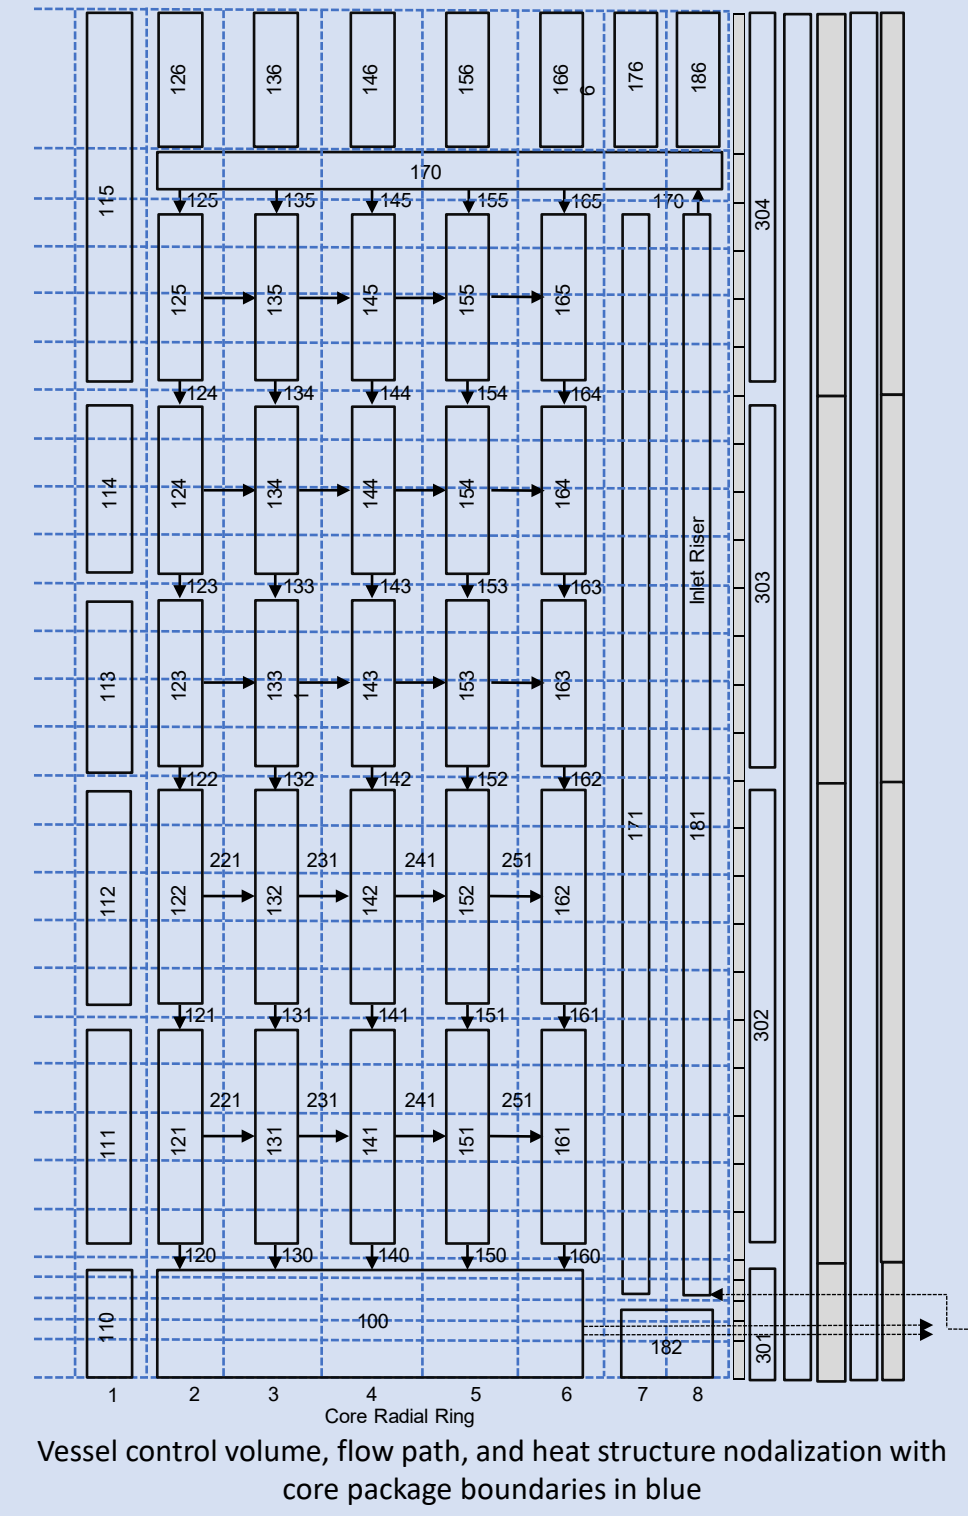 126 136 146 156 166 6 176 186
115
170
304
125 135 145 155 165 170
125 135 145 155 165
124 134 144 154 164
114 124 134 144 154 164
Inlet Riser
123 133 143 153 163
303
113 123 133 1 143 153 163
122 132 142 152 162
171 181
221 231 241 251
112 122 132 142 152 162
121 131 141 151 161
302
221 231 241 251
111 121 131 141 151 161
120 130 140 150 160
110 100 182 301
1 2 3 4 5 6 7 8
Core Radial Ring
Vessel control volume, flow path, and heat structure nodalization with
core package boundaries in blue